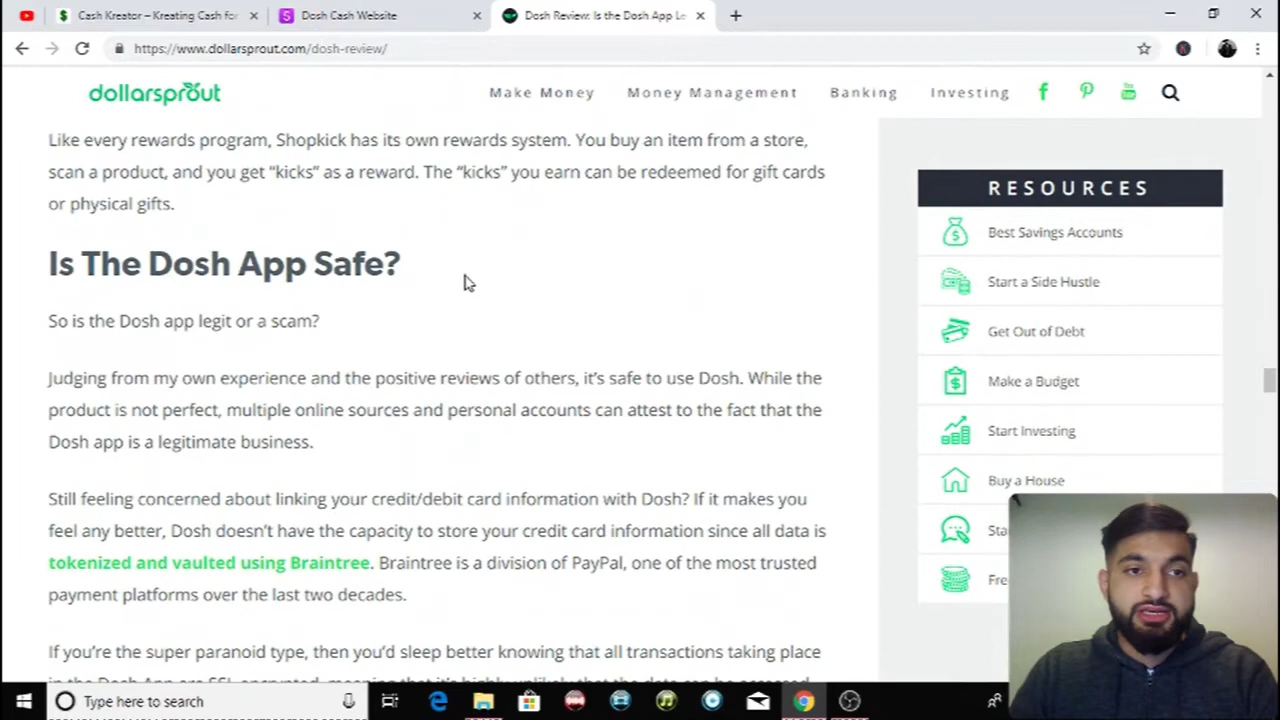 Cash Kreator – Kreating Cash for
Dosh Cash Website
Dosh Review: Is the Dosh App Le
https://www.dollarsprout.com/dosh-review/
dollarsprout
Make Money
Money Management
Banking
Investing
Like every rewards program, Shopkick has its own rewards system. You buy an item from a store,
scan a product, and you get “kicks” as a reward. The “kicks” you earn can be redeemed for gift cards
or physical gifts.
Is The Dosh App Safe?
So is the Dosh app legit or a scam?
Judging from my own experience and the positive reviews of others, it’s safe to use Dosh. While the
product is not perfect, multiple online sources and personal accounts can attest to the fact that the
Dosh app is a legitimate business.
Still feeling concerned about linking your credit/debit card information with Dosh? If it makes you
feel any better, Dosh doesn’t have the capacity to store your credit card information since all data is
tokenized and vaulted using Braintree. Braintree is a division of PayPal, one of the most trusted
payment platforms over the last two decades.
If you’re the super paranoid type, then you’d sleep better knowing that all transactions taking place
RESOURCES
Best Savings Accounts
Start a Side Hustle
Get Out of Debt
Make a Budget
Start Investing
Buy a House
Sta
Fre
Type here to search